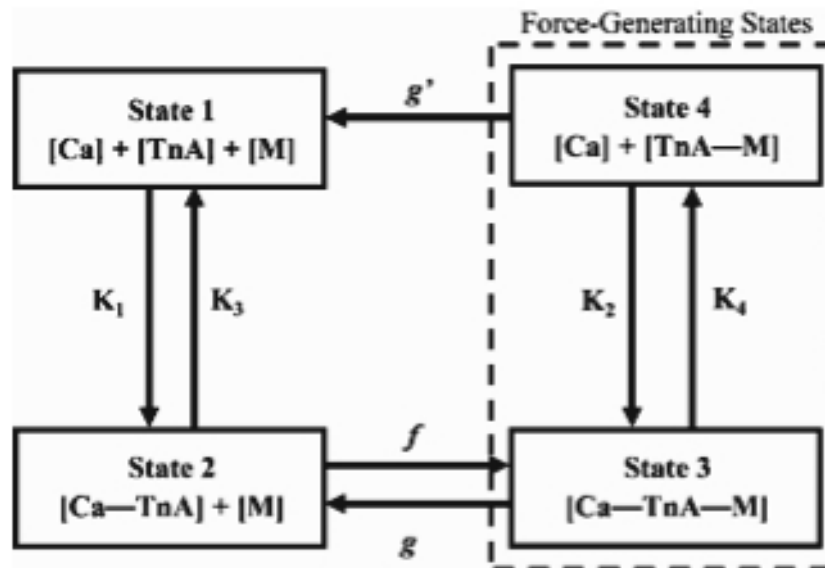 Force-Generating States
State 1
[Ca] + [TnA] + [M]
g’
State 4
[Ca] + [TnA—M]
K₁
K₃
K₂
K₄
State 2
[Ca—TnA] + [M]
f
g
State 3
[Ca—TnA—M]